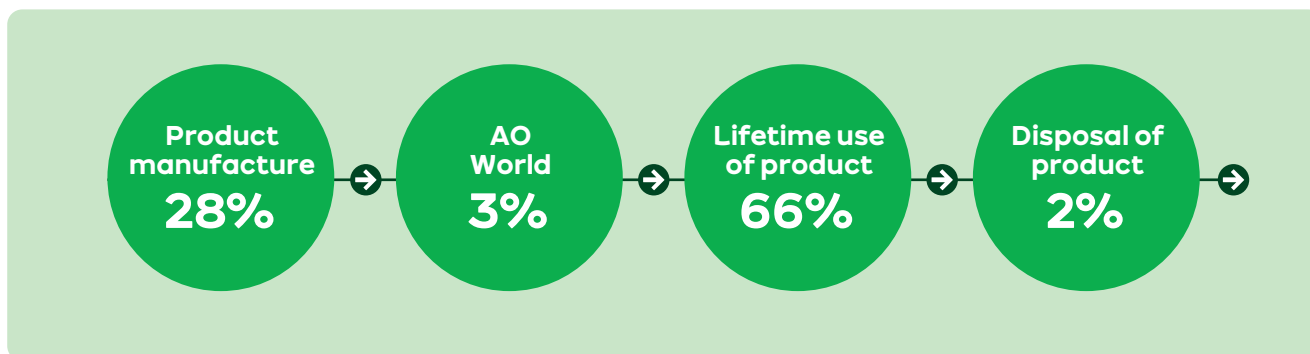 Product
manufacture
28%
AO
World
3%
Lifetime use
of product
66%
Disposal of
product
2%